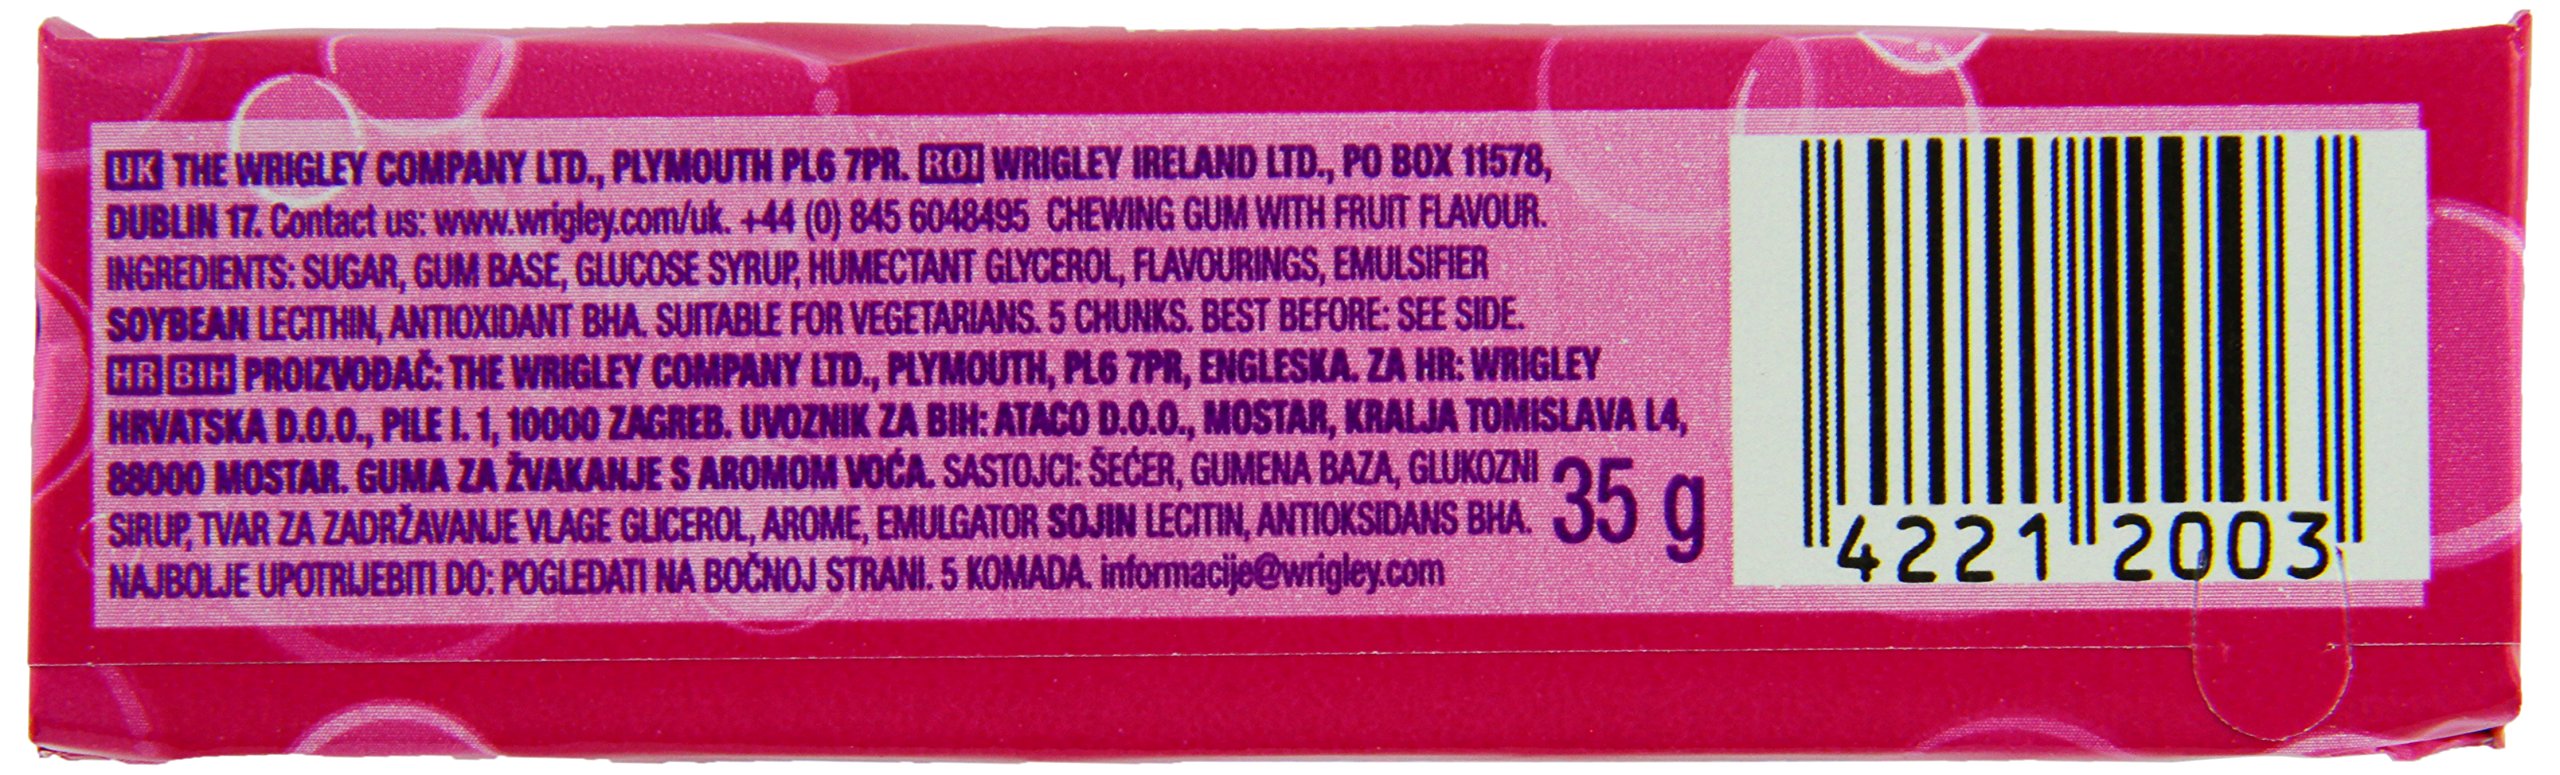 UK THE WRIGLEY COMPANY LTD., PLYMOUTH PL6 7PR. ROI WRIGLEY IRELAND LTD., PO BOX 11578,
DUBLIN 17. Contact us: www.wrigley.com/uk. +44 (0) 845 6048495 CHEWING GUM WITH FRUIT FLAVOUR.
INGREDIENTS: SUGAR, GUM BASE, GLUCOSE SYRUP, HUMECTANT GLYCEROL, FLAVOURINGS, EMULSIFIER
SOYBEAN LECITHIN, ANTIOXIDANT BHA. SUITABLE FOR VEGETARIANS. 5 CHUNKS. BEST BEFORE: SEE SIDE.
HR BIH PROIZVOĐAČ: THE WRIGLEY COMPANY LTD., PLYMOUTH, PL6 7PR, ENGLESKA. ZA HR: WRIGLEY
HRVATSKA D.O.O., PILE I. 1, 10000 ZAGREB. UVOZNIK ZA BIH: ATACO D.O.O., MOSTAR, KRALJA TOMISLAVA L4,
88000 MOSTAR. GUMA ZA ŽVAKANJE S AROMOM VOĆA. SASTOJCI: ŠEĆER, GUMENA BAZA, GLUKOZNI
SIRUP, TVAR ZA ZADRŽAVANJE VLAGE GLICEROL, AROME, EMULGATOR SOJIN LECITIN, ANTIOKSIDANS BHA.
NAJBOLJE UPOTRIJEBITI DO: POGLEDATI NA BOČNOJ STRANI. 5 KOMADA. informacije@wrigley.com
35 g
4221 2003